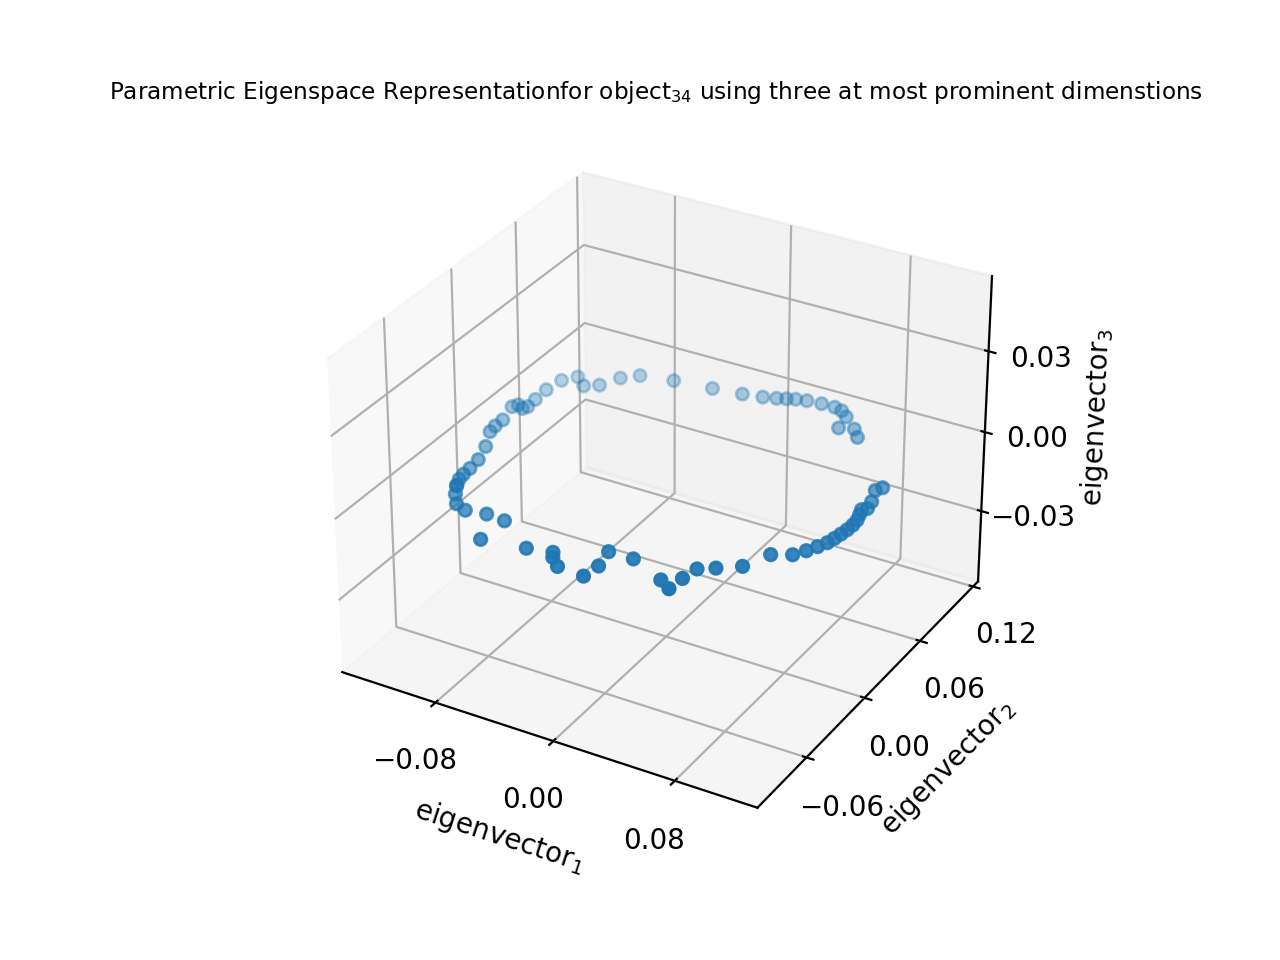 Parametric Eigenspace Representationfor object₃₄ using three at most prominent dimenstions
0.03
0.00
−0.03
eigenvector₃
0.12
0.06
0.00
−0.06
eigenvector₂
−0.08
0.00
0.08
eigenvector₁